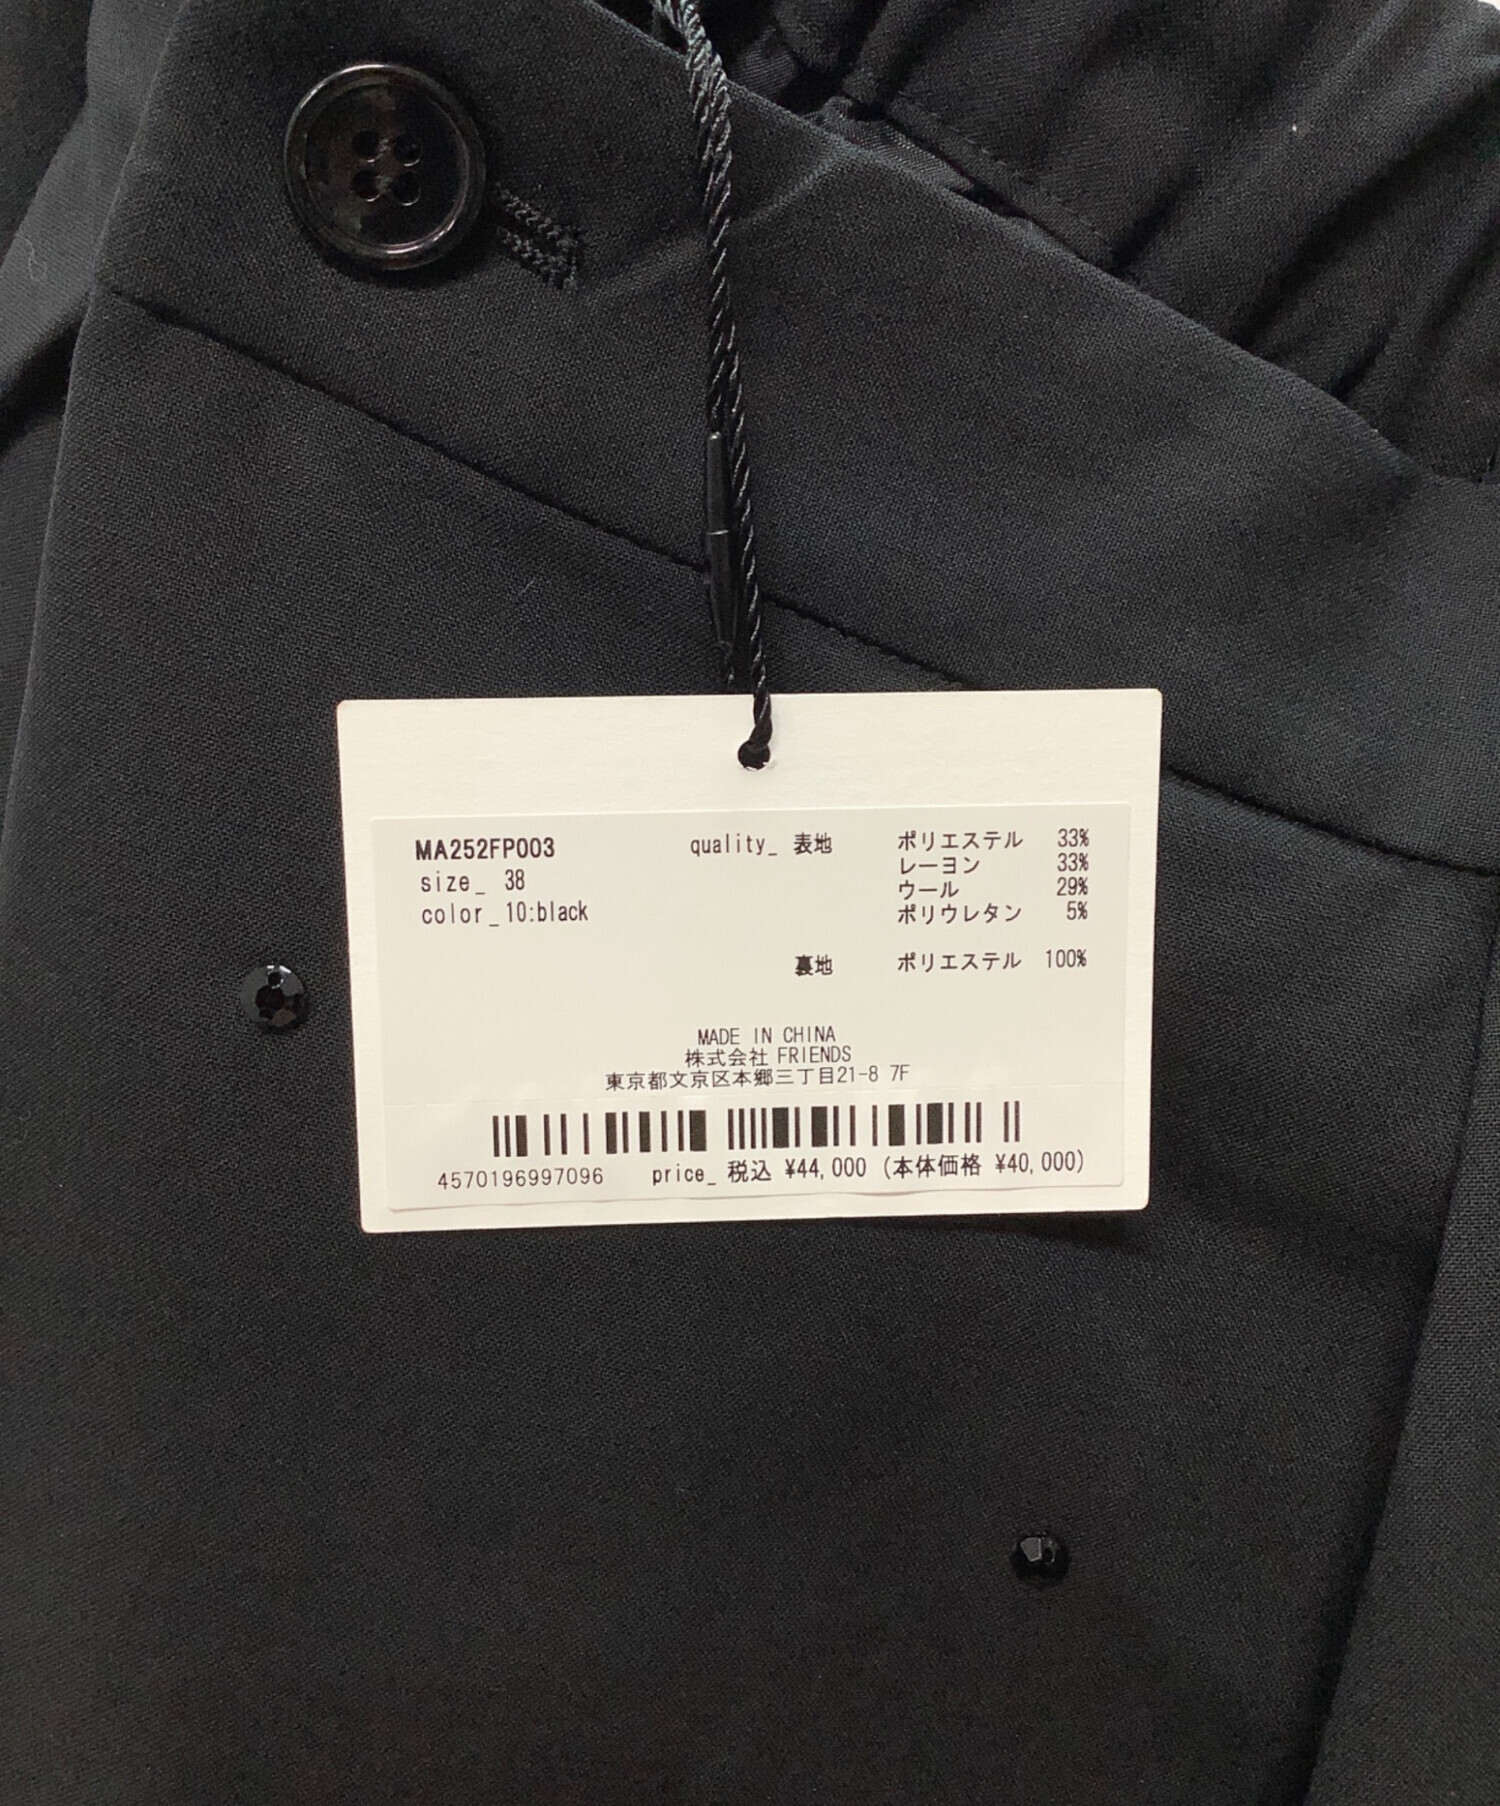 MA252FP003
size_ 38
color_10:black
quality_ 表地 ポリエステル 33%
レーヨン 33%
ウール 29%
ポリウレタン 5%
裏地 ポリエステル 100%
MADE IN CHINA
株式会社 FRIENDS
東京都文京区本郷三丁目21-8 7F
4570196997096 price_ 税込 ¥44,000 (本体価格 ¥40,000)